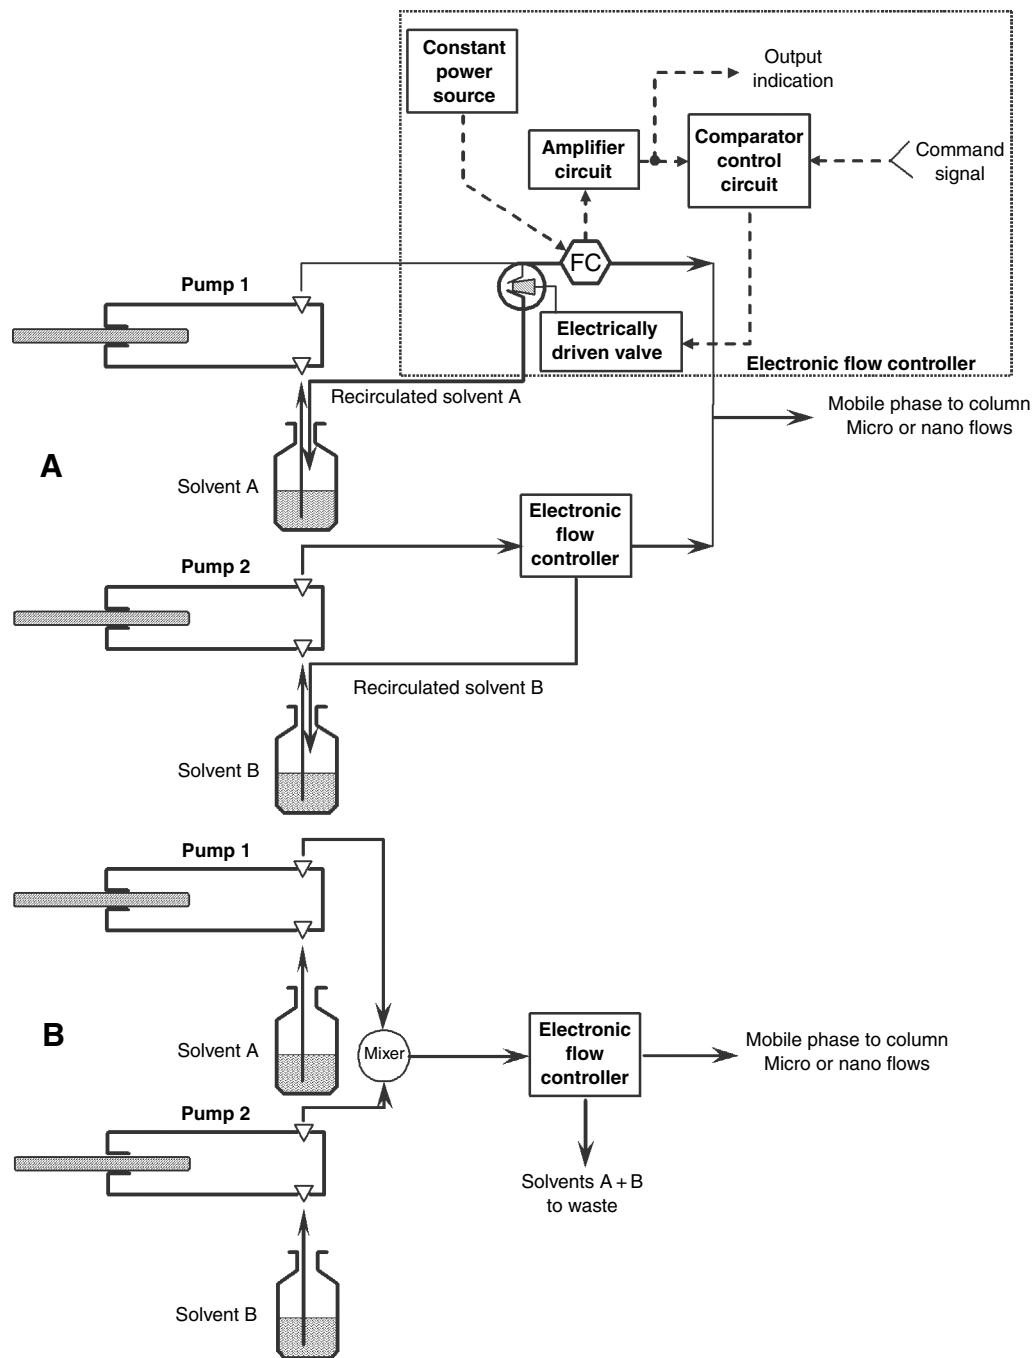 Constant
power
source
Output
indication
Amplifier
circuit
Comparator
control
circuit
Command
signal
FC
Pump 1
Electrically
driven valve
Electronic flow controller
Recirculated solvent A
Mobile phase to column
Micro or nano flows
A
Solvent A
Electronic
flow
controller
Pump 2
Recirculated solvent B
Solvent B
Pump 1
B
Solvent A
Mixer
Electronic
flow
controller
Mobile phase to column
Micro or nano flows
Pump 2
Solvents A + B
to waste
Solvent B